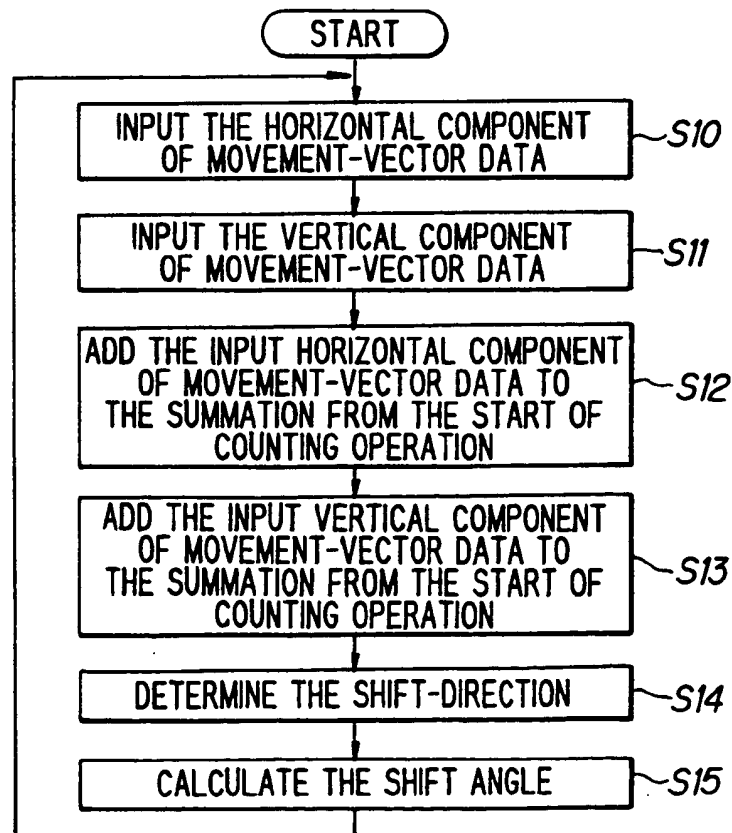 START
INPUT THE HORIZONTAL COMPONENT
OF MOVEMENT-VECTOR DATA
S10
INPUT THE VERTICAL COMPONENT
OF MOVEMENT-VECTOR DATA
S11
ADD THE INPUT HORIZONTAL COMPONENT
OF MOVEMENT-VECTOR DATA TO
THE SUMMATION FROM THE START OF
COUNTING OPERATION
S12
ADD THE INPUT VERTICAL COMPONENT
OF MOVEMENT-VECTOR DATA TO
THE SUMMATION FROM THE START OF
COUNTING OPERATION
S13
DETERMINE THE SHIFT-DIRECTION
S14
CALCULATE THE SHIFT ANGLE
S15